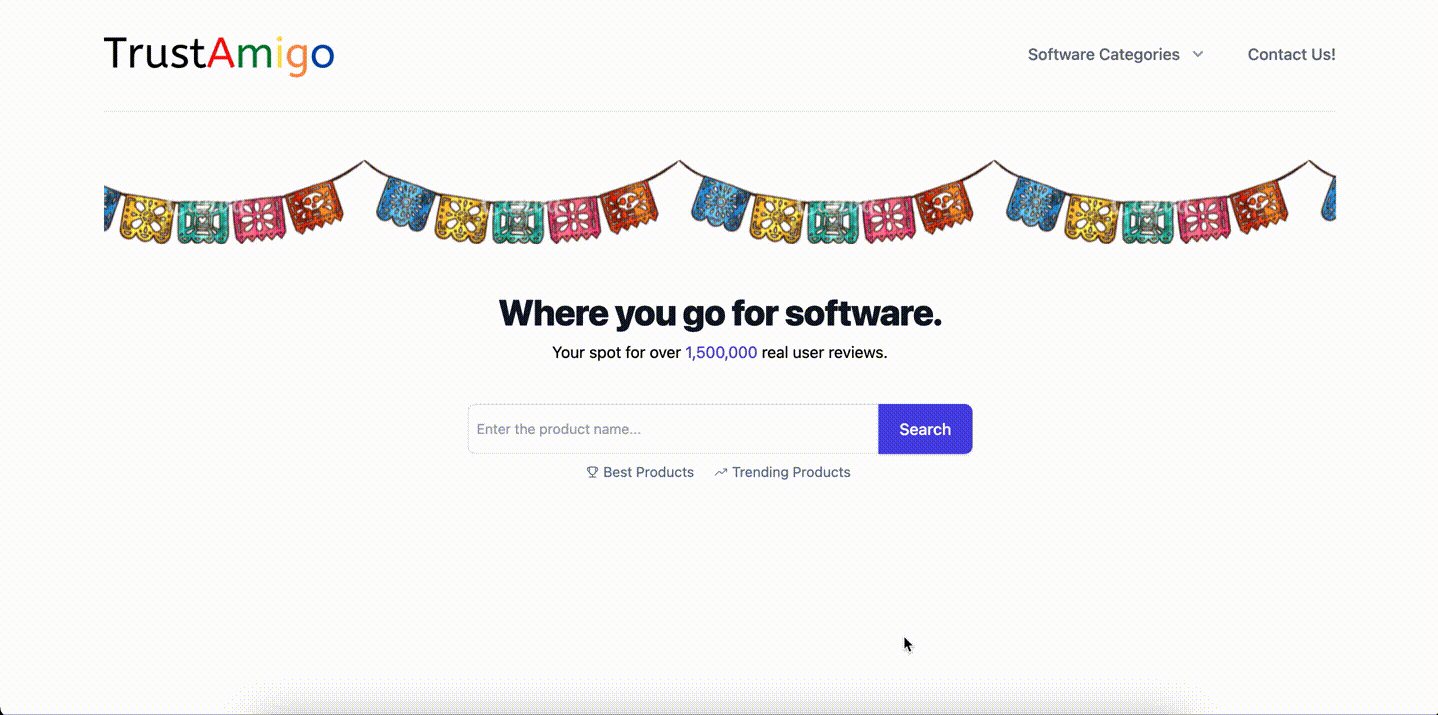 TrustAmigo
Software Categories
Contact Us!
Where you go for software.
Your spot for over 1,500,000 real user reviews.
Enter the product name...
Search
Best Products
Trending Products